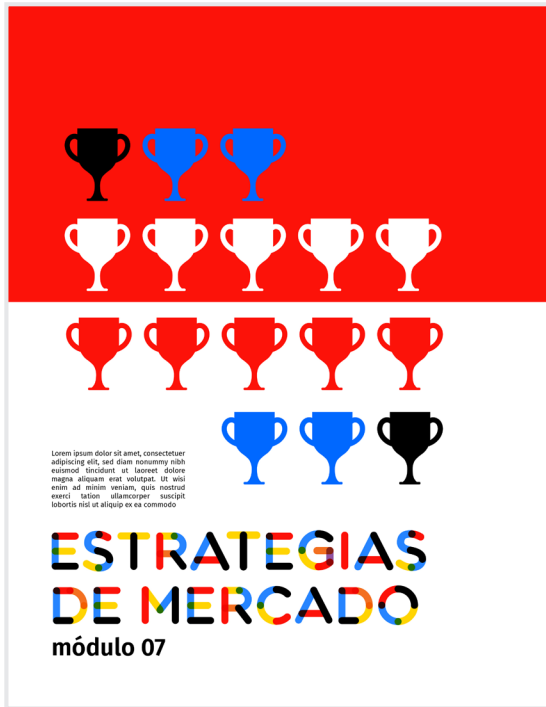 Lorem ipsum dolor sit amet, consectetuer
adipiscing elit, sed diam nonummy nibh
euismod tincidunt ut laoreet dolore
magna aliquam erat volutpat. Ut wisi
enim ad minim veniam, quis nostrud
exerci tation ullamcorper suscipit
lobortis nisl ut aliquip ex ea commodo
ESTRATEGIAS
DE MERCADO
módulo 07